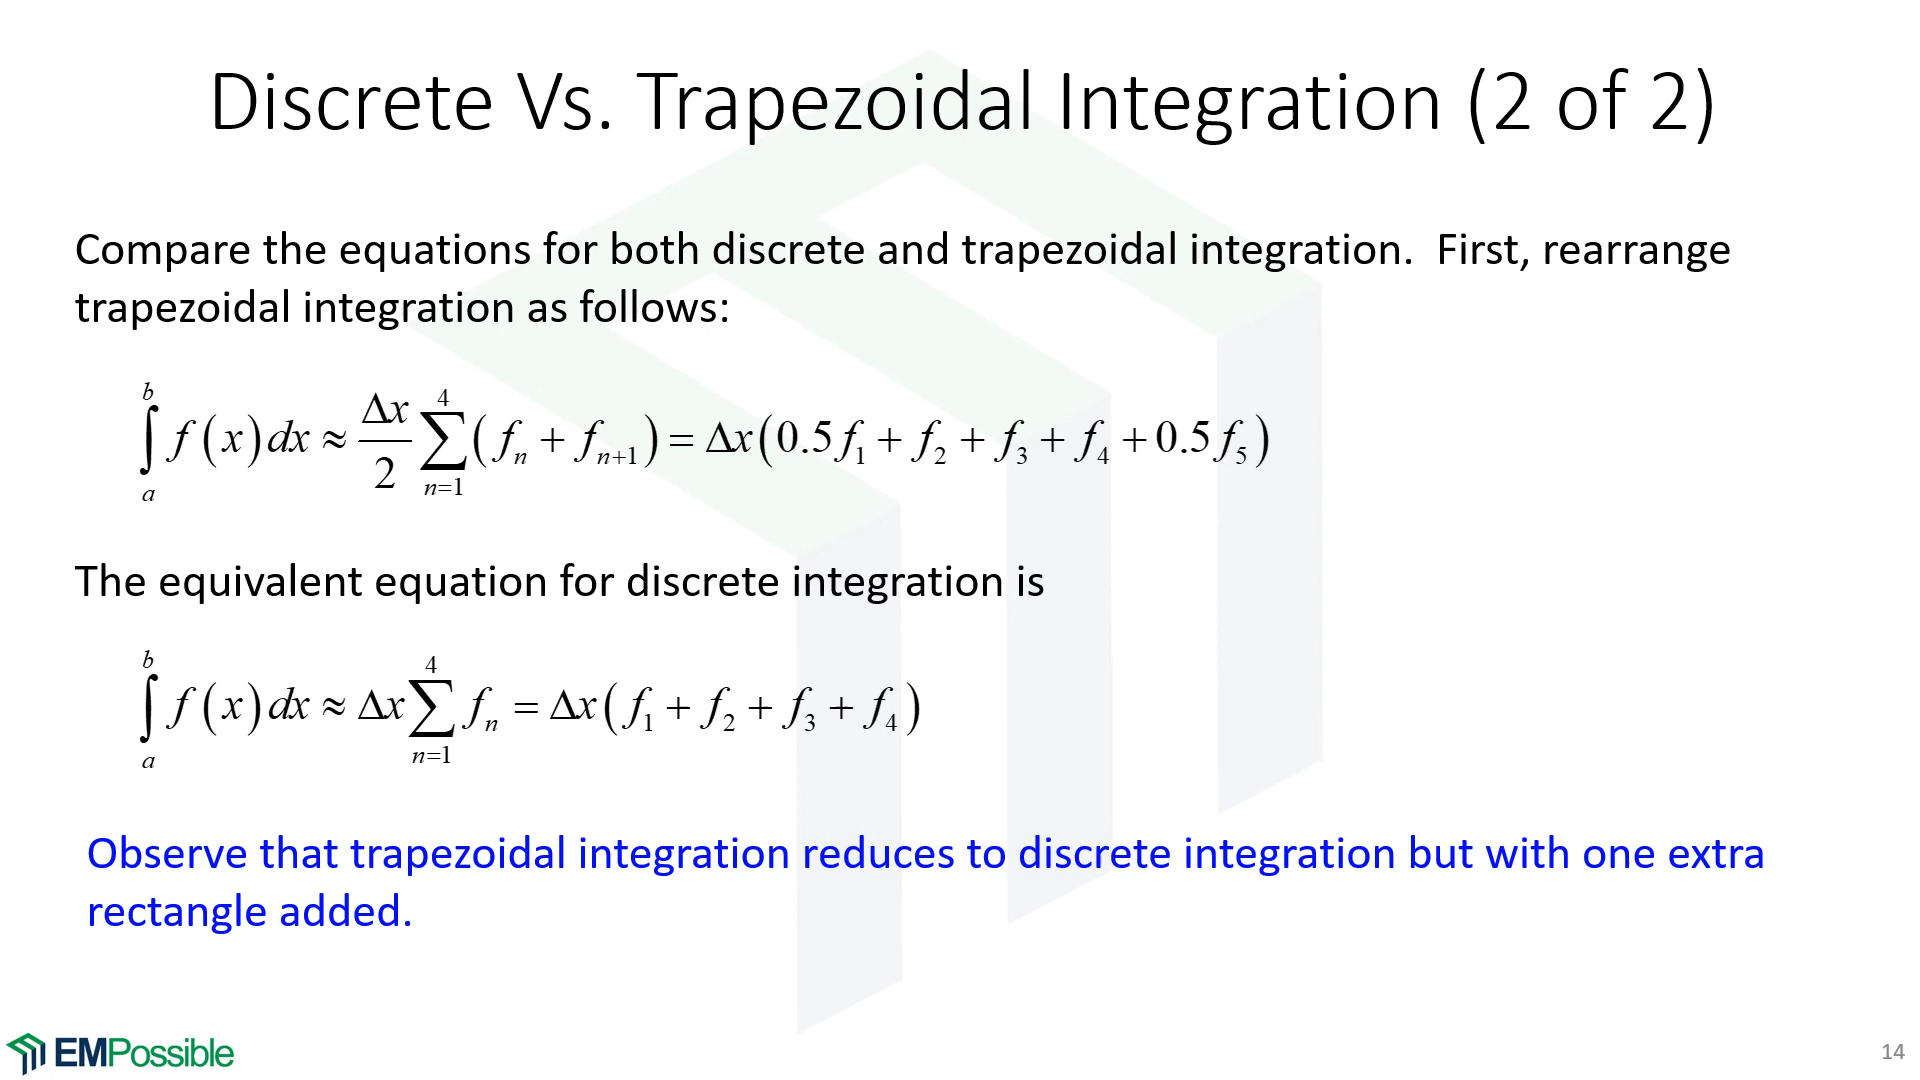 Discrete Vs. Trapezoidal Integration (2 of 2)
Compare the equations for both discrete and trapezoidal integration.  First, rearrange
trapezoidal integration as follows:
∫_a^b f(x)dx ≈ Δx/2 ∑_{n=1}^4 (f_n + f_{n+1}) = Δx(0.5f_1 + f_2 + f_3 + f_4 + 0.5f_5)
The equivalent equation for discrete integration is
∫_a^b f(x)dx ≈ Δx ∑_{n=1}^4 f_n = Δx(f_1 + f_2 + f_3 + f_4)
Observe that trapezoidal integration reduces to discrete integration but with one extra
rectangle added.
EMPossible
14